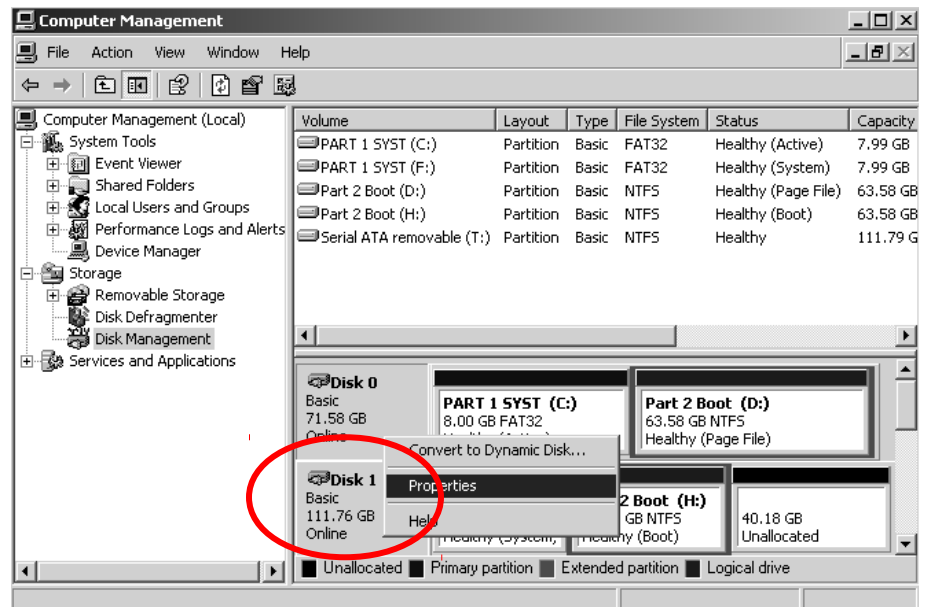 Computer Management
File Action View Window Help
Computer Management (Local)
System Tools
Event Viewer
Shared Folders
Local Users and Groups
Performance Logs and Alerts
Device Manager
Storage
Removable Storage
Disk Defragmenter
Disk Management
Services and Applications
Volume Layout Type File System Status Capacity
PART 1 SYST (C:) Partition Basic FAT32 Healthy (Active) 7.99 GB
PART 1 SYST (F:) Partition Basic FAT32 Healthy (System) 7.99 GB
Part 2 Boot (D:) Partition Basic NTFS Healthy (Page File) 63.58 GB
Part 2 Boot (H:) Partition Basic NTFS Healthy (Boot) 63.58 GB
Serial ATA removable (T:) Partition Basic NTFS Healthy 111.79 G
Disk 0
Basic
71.58 GB
Online
PART 1 SYST (C:)
8.00 GB FAT32
Part 2 Boot (D:)
63.58 GB NTFS
Healthy (Page File)
Convert to Dynamic Disk...
Properties
Help
Disk 1
Basic
111.76 GB
Online
Healthy (System)
2 Boot (H:)
GB NTFS
Healthy (Boot)
40.18 GB
Unallocated
Unallocated Primary partition Extended partition Logical drive